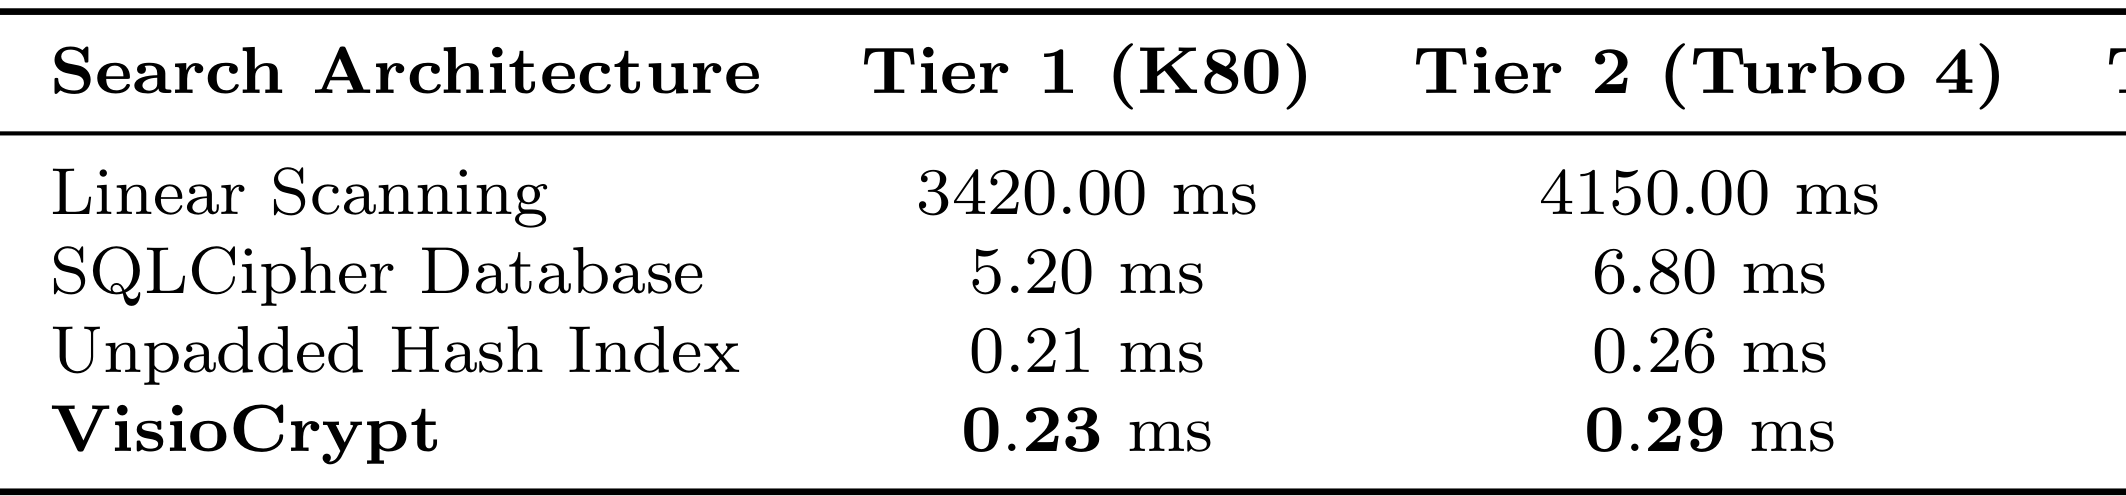 Search Architecture Tier 1 (K80) Tier 2 (Turbo 4)
Linear Scanning 3420.00 ms 4150.00 ms
SQLCipher Database 5.20 ms 6.80 ms
Unpadded Hash Index 0.21 ms 0.26 ms
VisioCrypt 0.23 ms 0.29 ms